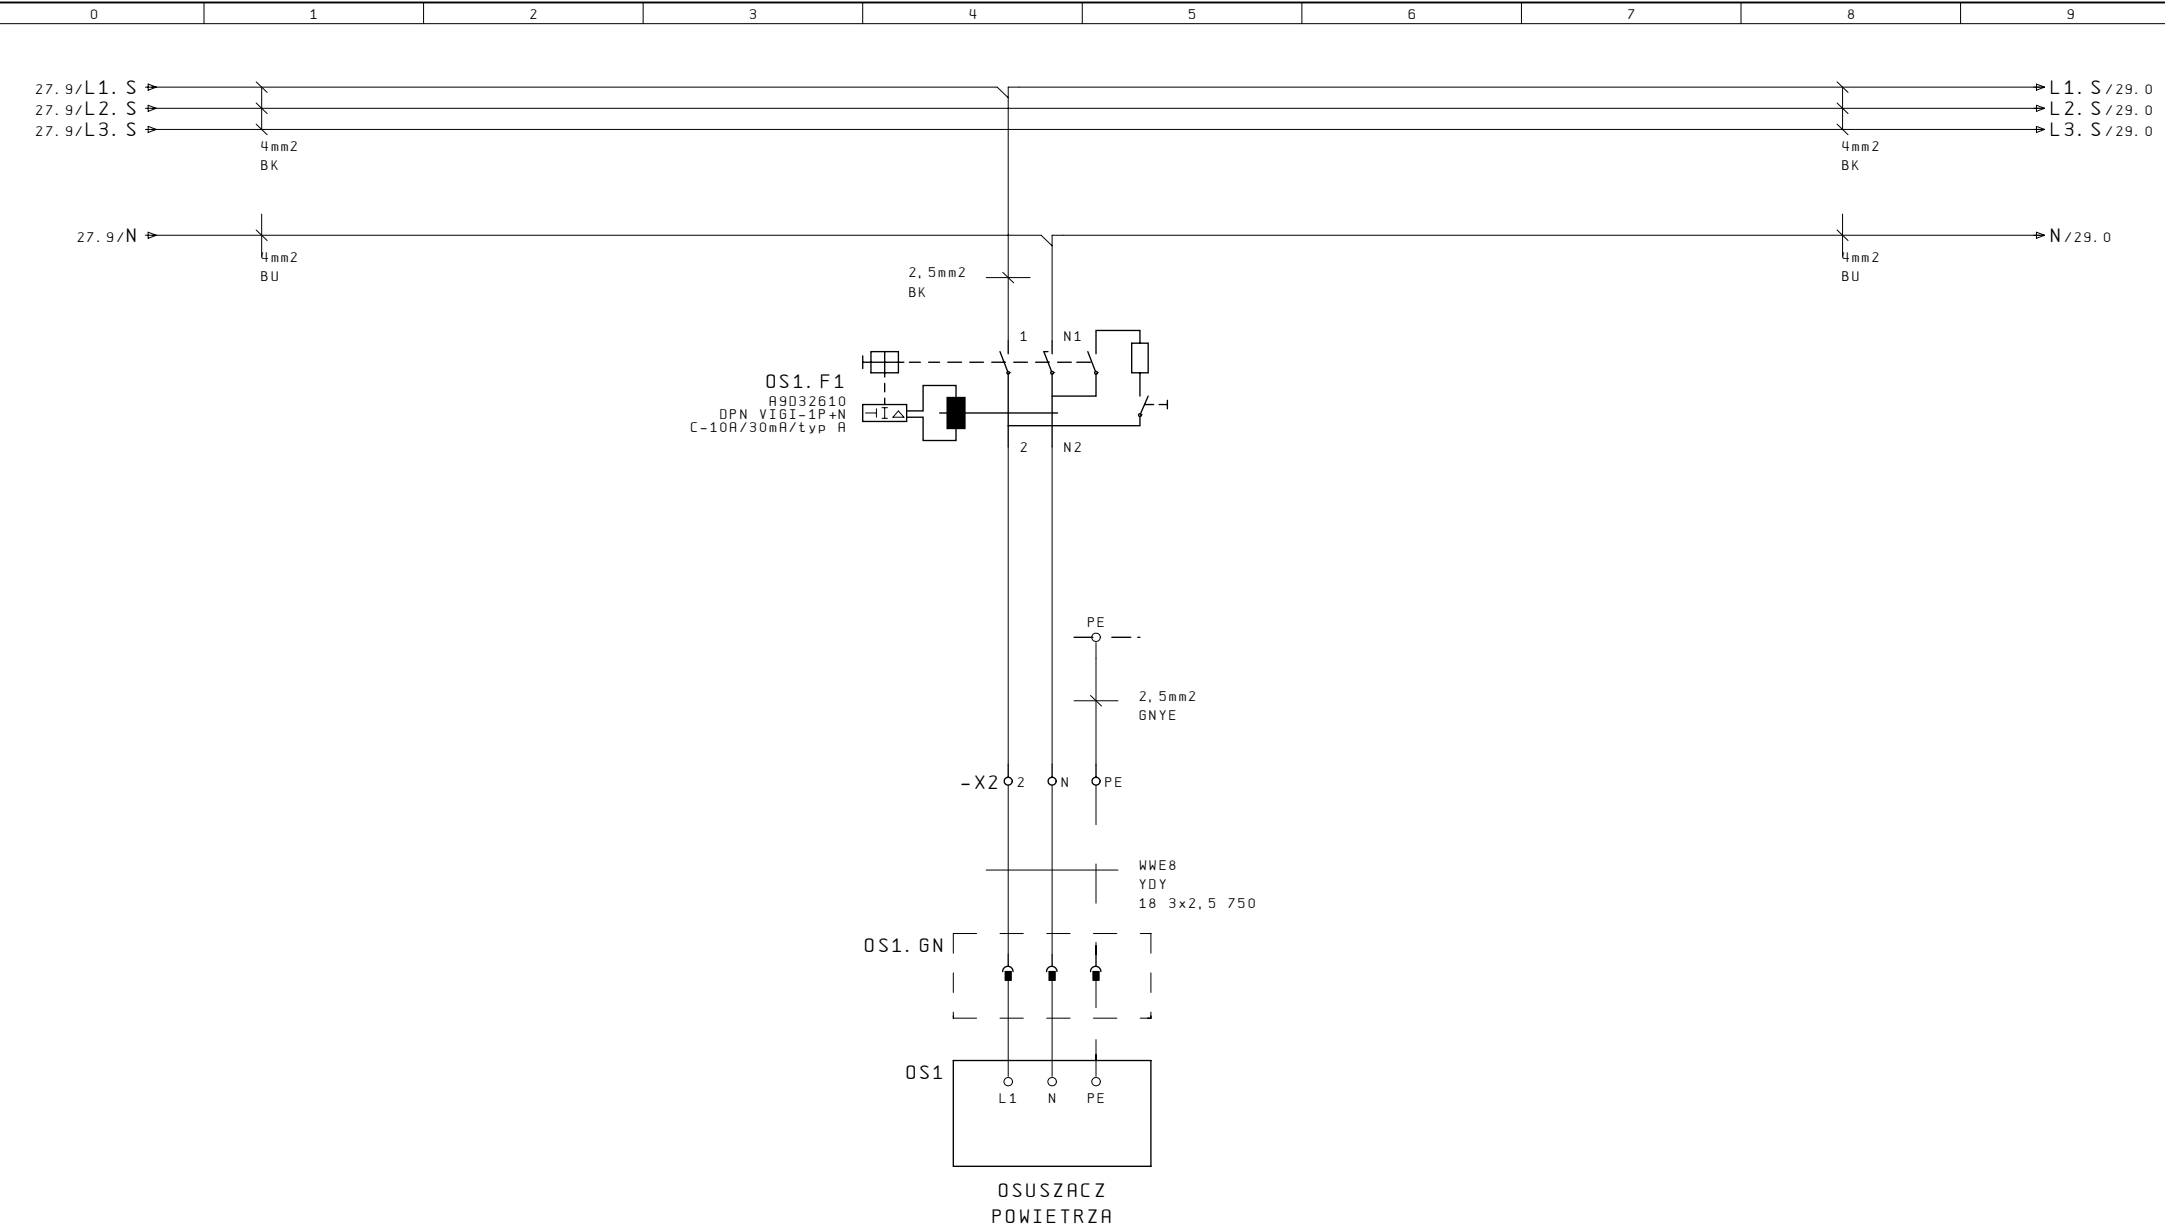 0 1 2 3 4 5 6 7 8 9
27.9/L1.S L1.S/29.0
27.9/L2.S L2.S/29.0
27.9/L3.S L3.S/29.0
4mm2 4mm2
BK BK
27.9/N N/29.0
4mm2 4mm2
BU BU
2,5mm2
BK
1 N1
OS1.F1
A9D32610
DPN VIGI-1P+N
C-10A/30mA/typ A
2 N2
PE
2,5mm2
GNYE
-X2 2 N PE
WWE8
YDY
18 3x2,5 750
OS1.GN
OS1
L1 N PE
OSUSZACZ
POWIETRZA